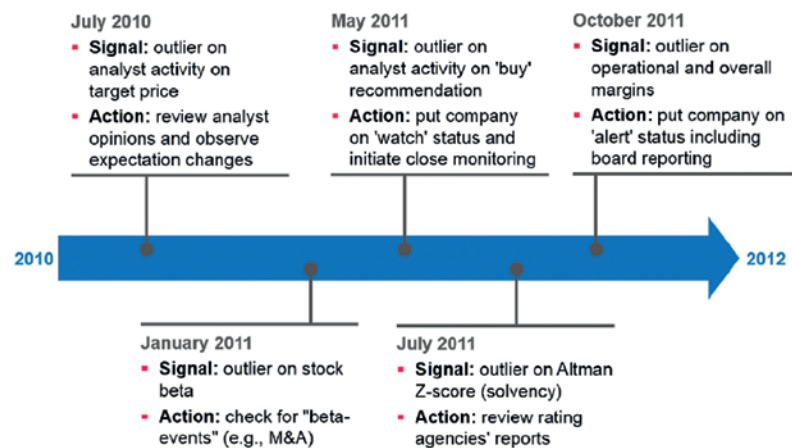 July 2010
▪ Signal: outlier on
analyst activity on
target price
▪ Action: review analyst
opinions and observe
expectation changes
May 2011
▪ Signal: outlier on
analyst activity on 'buy'
recommendation
▪ Action: put company
on 'watch' status and
initiate close monitoring
October 2011
▪ Signal: outlier on
operational and overall
margins
▪ Action: put company on
'alert' status including
board reporting
2010
2012
January 2011
▪ Signal: outlier on stock
beta
▪ Action: check for "beta-
events" (e.g., M&A)
July 2011
▪ Signal: outlier on Altman
Z-score (solvency)
▪ Action: review rating
agencies' reports